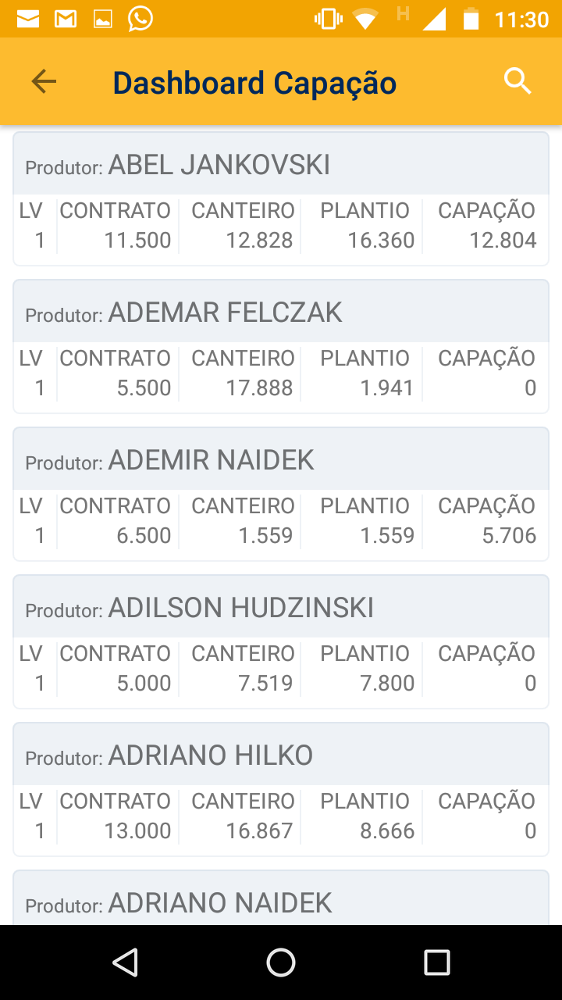 H 11:30
Dashboard Capação
Produtor: ABEL JANKOVSKI
LV CONTRATO CANTEIRO PLANTIO CAPAÇÃO
1 11.500 12.828 16.360 12.804
Produtor: ADEMAR FELCZAK
LV CONTRATO CANTEIRO PLANTIO CAPAÇÃO
1 5.500 17.888 1.941 0
Produtor: ADEMIR NAIDEK
LV CONTRATO CANTEIRO PLANTIO CAPAÇÃO
1 6.500 1.559 1.559 5.706
Produtor: ADILSON HUDZINSKI
LV CONTRATO CANTEIRO PLANTIO CAPAÇÃO
1 5.000 7.519 7.800 0
Produtor: ADRIANO HILKO
LV CONTRATO CANTEIRO PLANTIO CAPAÇÃO
1 13.000 16.867 8.666 0
Produtor: ADRIANO NAIDEK